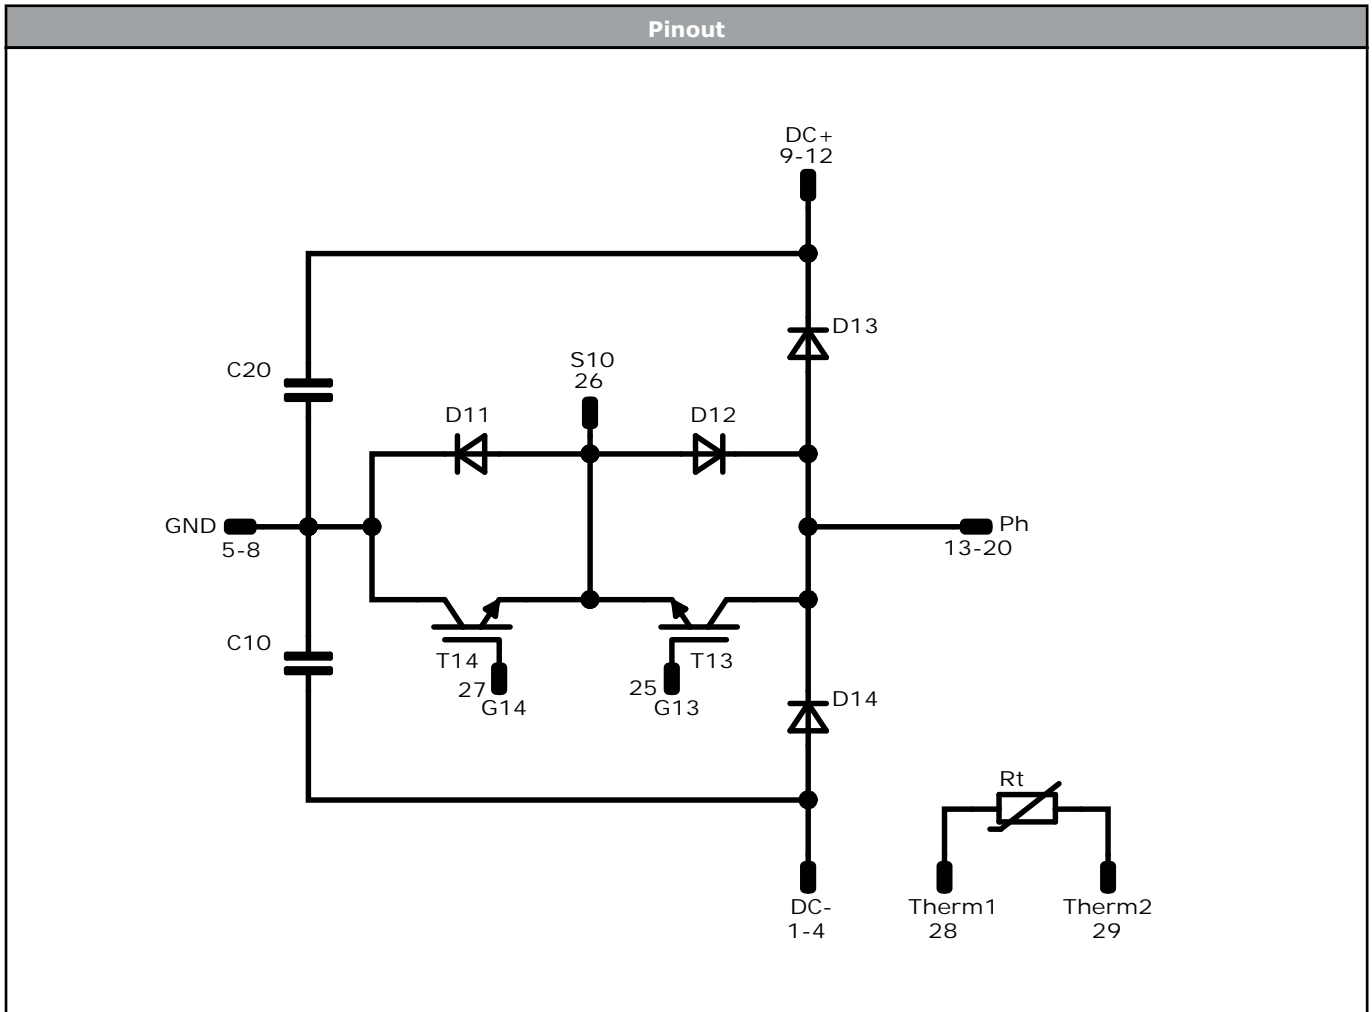 Pinout
DC+
9-12
D13
C20
S10
26
D11
D12
GND
5-8
Ph
13-20
C10
T14
27
G14
25
G13
T13
D14
Rt
DC-
1-4
Therm1
28
Therm2
29